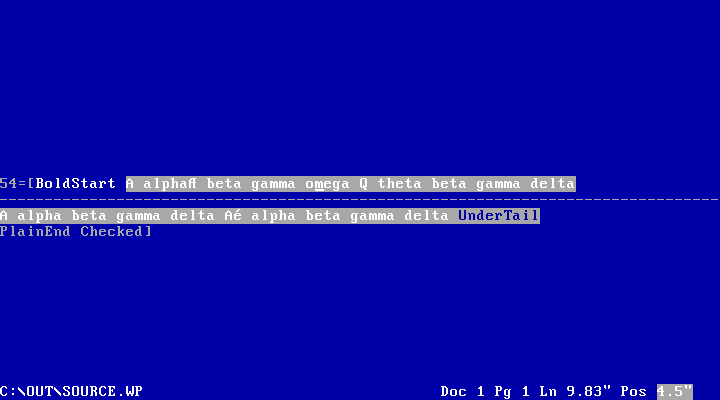 54=[BoldStart A alphaﬂ beta gamma omega Q theta beta gamma delta
A alpha beta gamma delta Aé alpha beta gamma delta UnderTail
PlainEnd Checked]
C:\OUT\SOURCE.WP Doc 1 Pg 1 Ln 9.83" Pos 4.5"